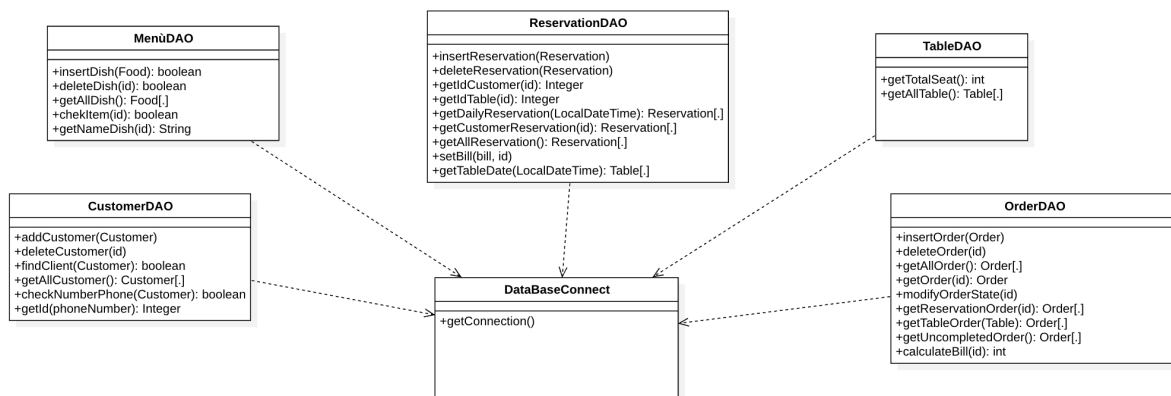 MenùDAO
+insertDish(Food): boolean
+deleteDish(id): boolean
+getAllDish(): Food[.]
+chekItem(id): boolean
+getNameDish(id): String
ReservationDAO
+insertReservation(Reservation)
+deleteReservation(Reservation)
+getIdCustomer(id): Integer
+getIdTable(id): Integer
+getDailyReservation(LocalDateTime): Reservation[.]
+getCustomerReservation(id): Reservation[.]
+getAllReservation(): Reservation[.]
+setBill(bill, id)
+getTableDate(LocalDateTime): Table[.]
TableDAO
+getTotalSeat(): int
+getAllTable(): Table[.]
CustomerDAO
+addCustomer(Customer)
+deleteCustomer(id)
+findClient(Customer): boolean
+getAllCustomer(): Customer[.]
+checkNumberPhone(Customer): boolean
+getId(phoneNumber): Integer
DataBaseConnect
+getConnection()
OrderDAO
+insertOrder(Order)
+deleteOrder(id)
+getAllOrder(): Order[.]
+getOrder(id): Order
+modifyOrderState(id)
+getReservationOrder(id): Order[.]
+getTableOrder(Table): Order[.]
+getUncompletedOrder(): Order[.]
+calculateBill(id): int